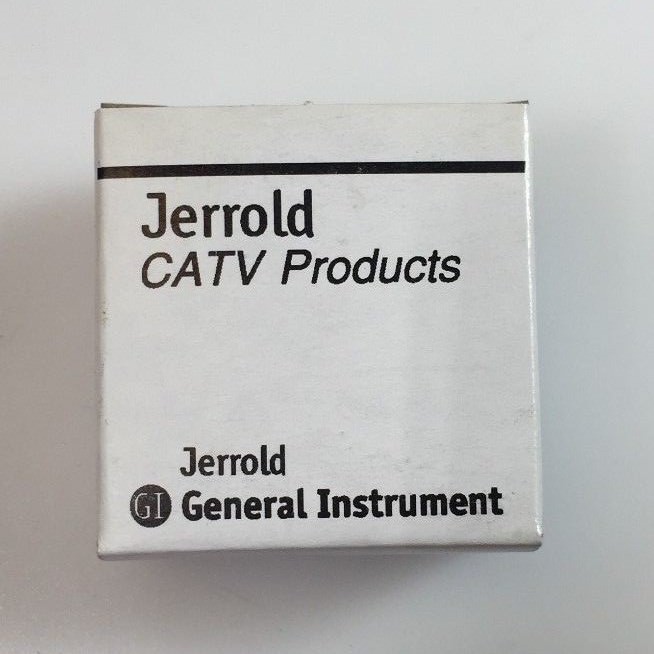 Jerrold
CATV Products
Jerrold
GI General Instrument